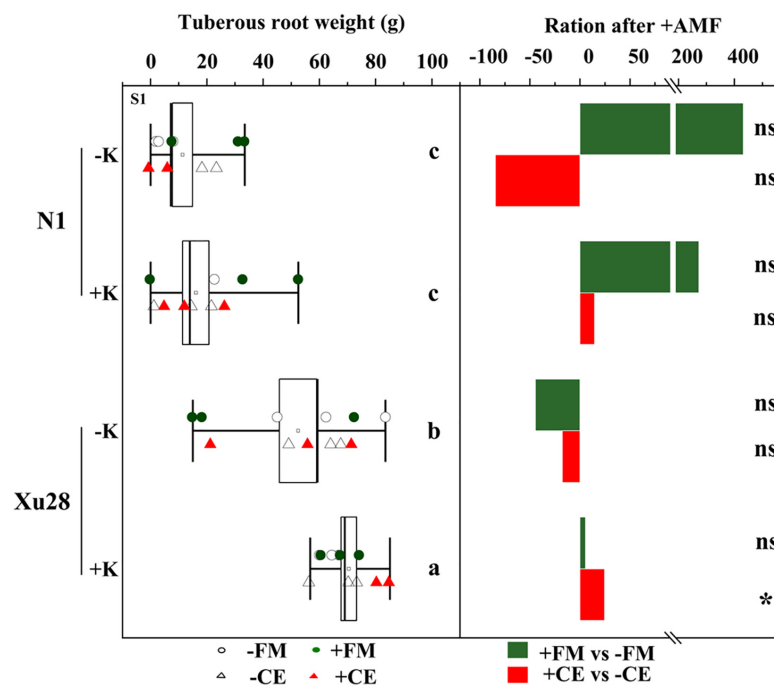 Tuberous root weight (g)
Ration after +AMF
0 20 40 60 80 100
-100 -50 0 50 200 400
S1
-K
c
ns
ns
N1
+K
c
ns
ns
-K
b
ns
ns
Xu28
+K
a
ns
*
-FM +FM
+FM vs -FM
-CE +CE
+CE vs -CE